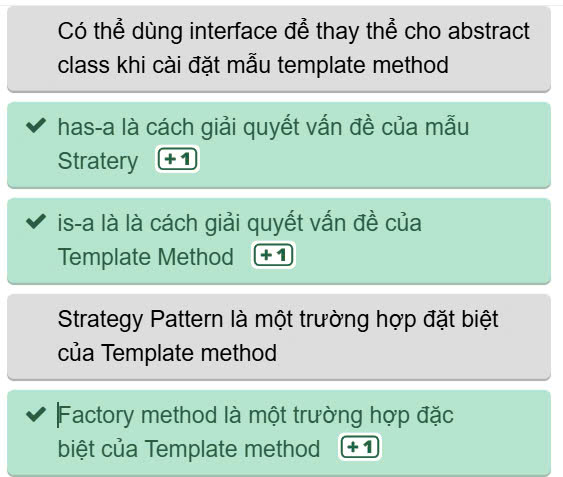 Có thể dùng interface để thay thể cho abstract
class khi cài đặt mẫu template method
has-a là cách giải quyết vấn đề của mẫu
Stratery +1
is-a là là cách giải quyết vấn đề của
Template Method +1
Strategy Pattern là một trường hợp đặt biệt
của Template method
Factory method là một trường hợp đặc
biệt của Template method +1